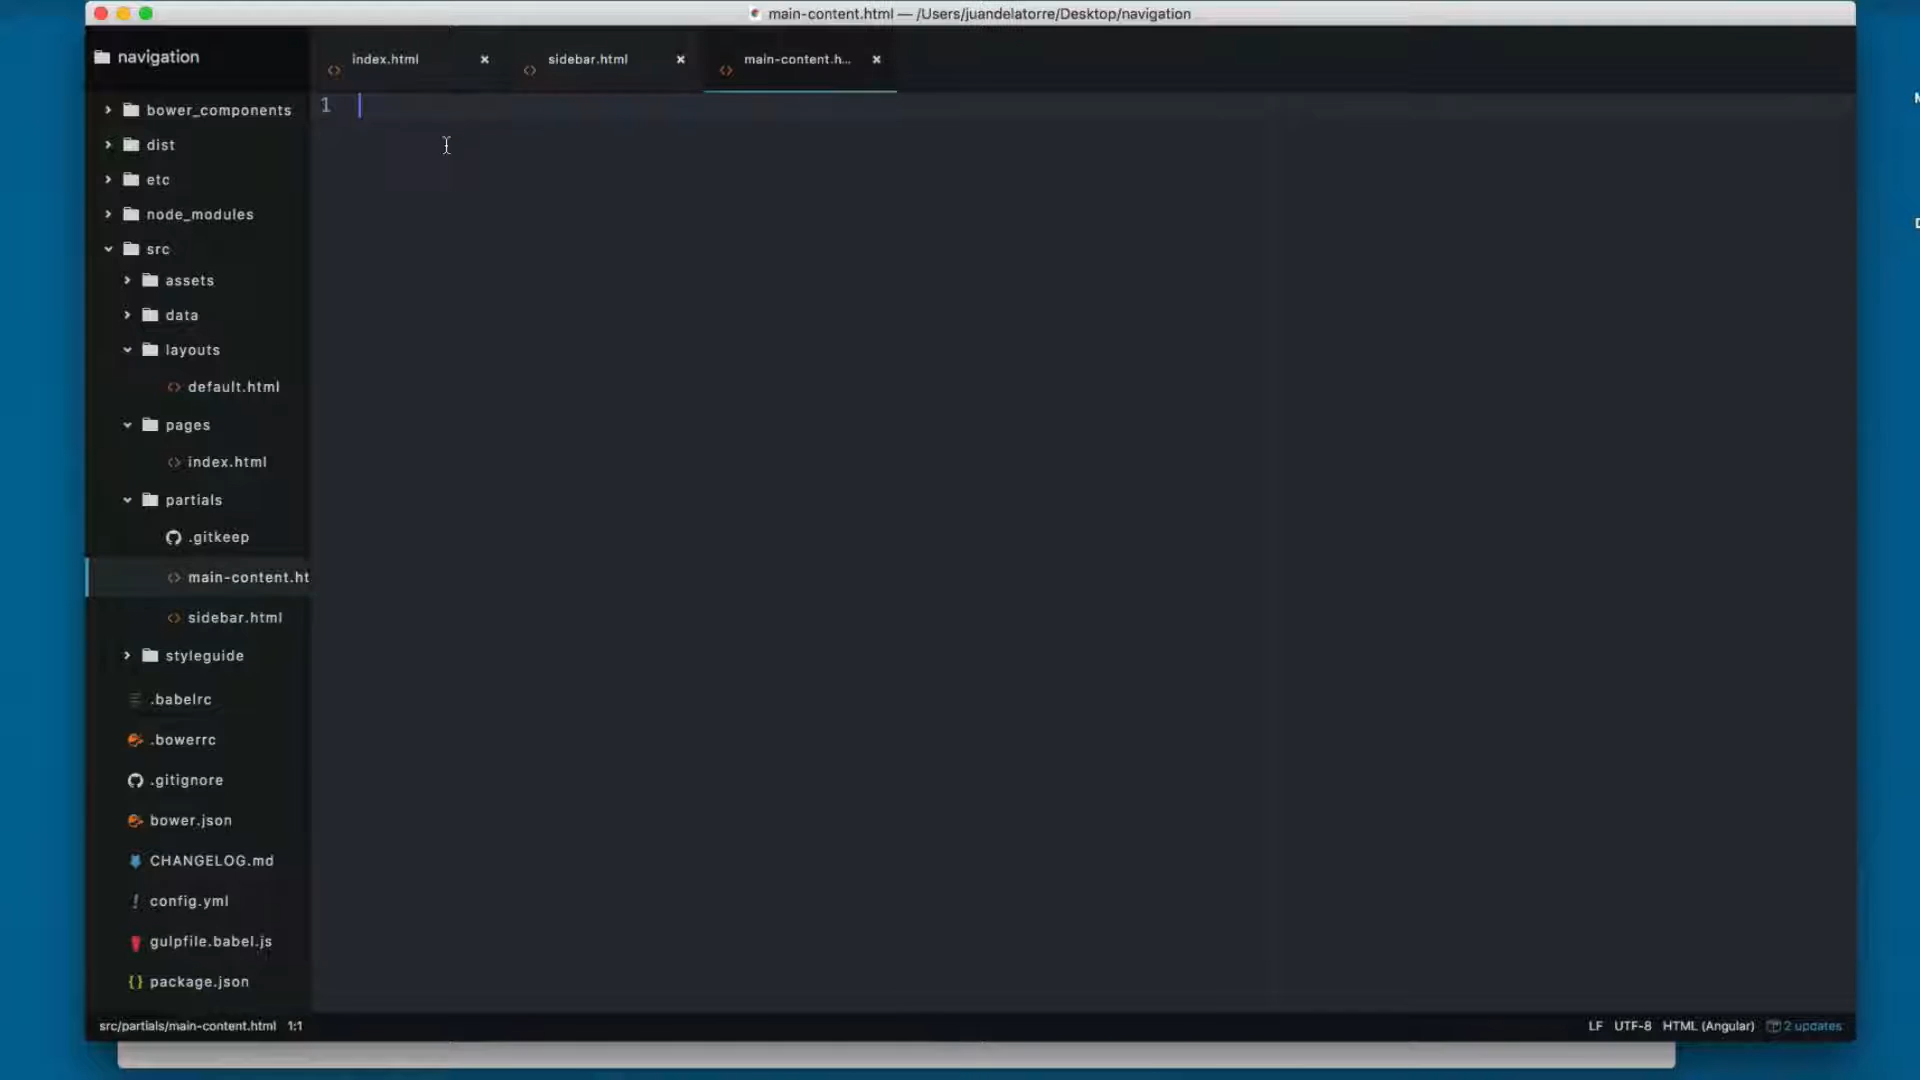 main-content.html — /Users/juandelatorre/Desktop/navigation
navigation
index.html
sidebar.html
main-content.h...
1
bower_components
dist
etc
node_modules
src
assets
data
layouts
default.html
pages
index.html
partials
.gitkeep
main-content.ht
sidebar.html
styleguide
.babelrc
.bowerrc
.gitignore
bower.json
CHANGELOG.md
config.yml
gulpfile.babel.js
package.json
src/partials/main-content.html 1:1
LF UTF-8 HTML (Angular) 2 updates